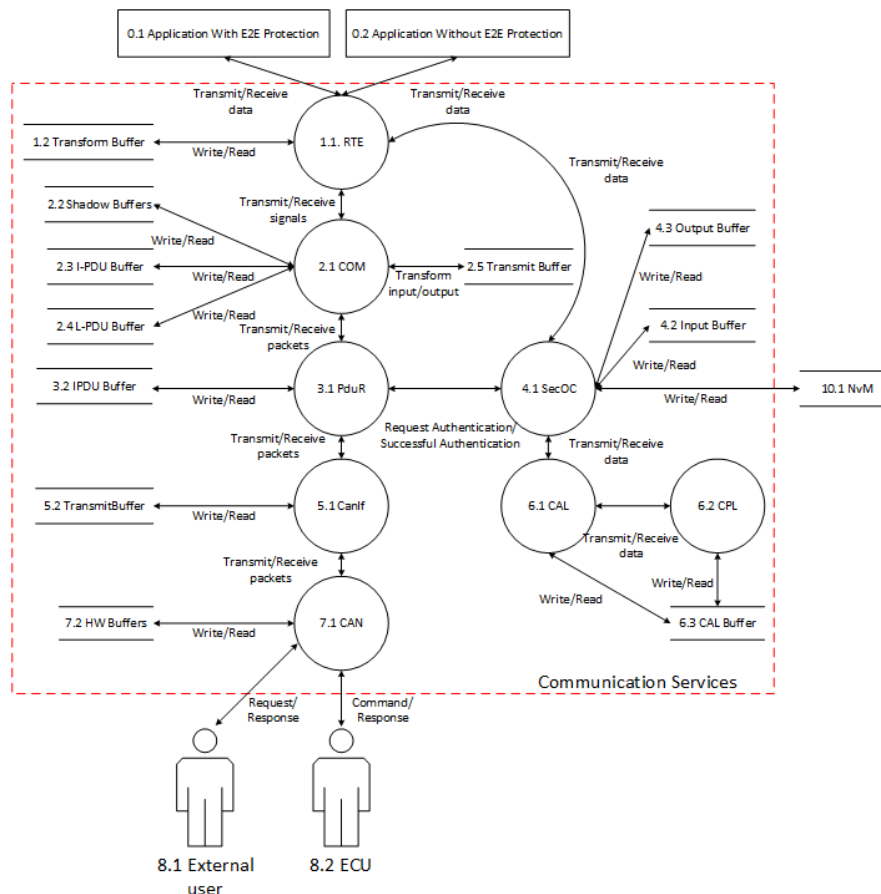 0.1 Application With E2E Protection
0.2 Application Without E2E Protection
Transmit/Receive
data
Transmit/Receive
data
1.2 Transform Buffer
Write/Read
1.1. RTE
Transmit/Receive
data
2.2 Shadow Buffers
Transmit/Receive
signals
4.3 Output Buffer
Write/Read
2.3 I-PDU Buffer
Write/Read
2.1 COM
Transform
input/output
2.5 Transmit Buffer
Write/Read
2.4 L-PDU Buffer
Write/Read
Transmit/Receive
packets
4.2 Input Buffer
Write/Read
3.2 IPDU Buffer
Write/Read
3.1 PduR
4.1 SecOC
Write/Read
10.1 NvM
Request Authentication/
Successful Authentication
Transmit/Receive
packets
Transmit/Receive
data
5.2 TransmitBuffer
Write/Read
5.1 CanIf
6.1 CAL
6.2 CPL
Transmit/Receive
data
Transmit/Receive
packets
Write/Read
Write/Read
7.2 HW Buffers
Write/Read
7.1 CAN
6.3 CAL Buffer
Communication Services
Request/
Response
Command/
Response
8.1 External
user
8.2 ECU